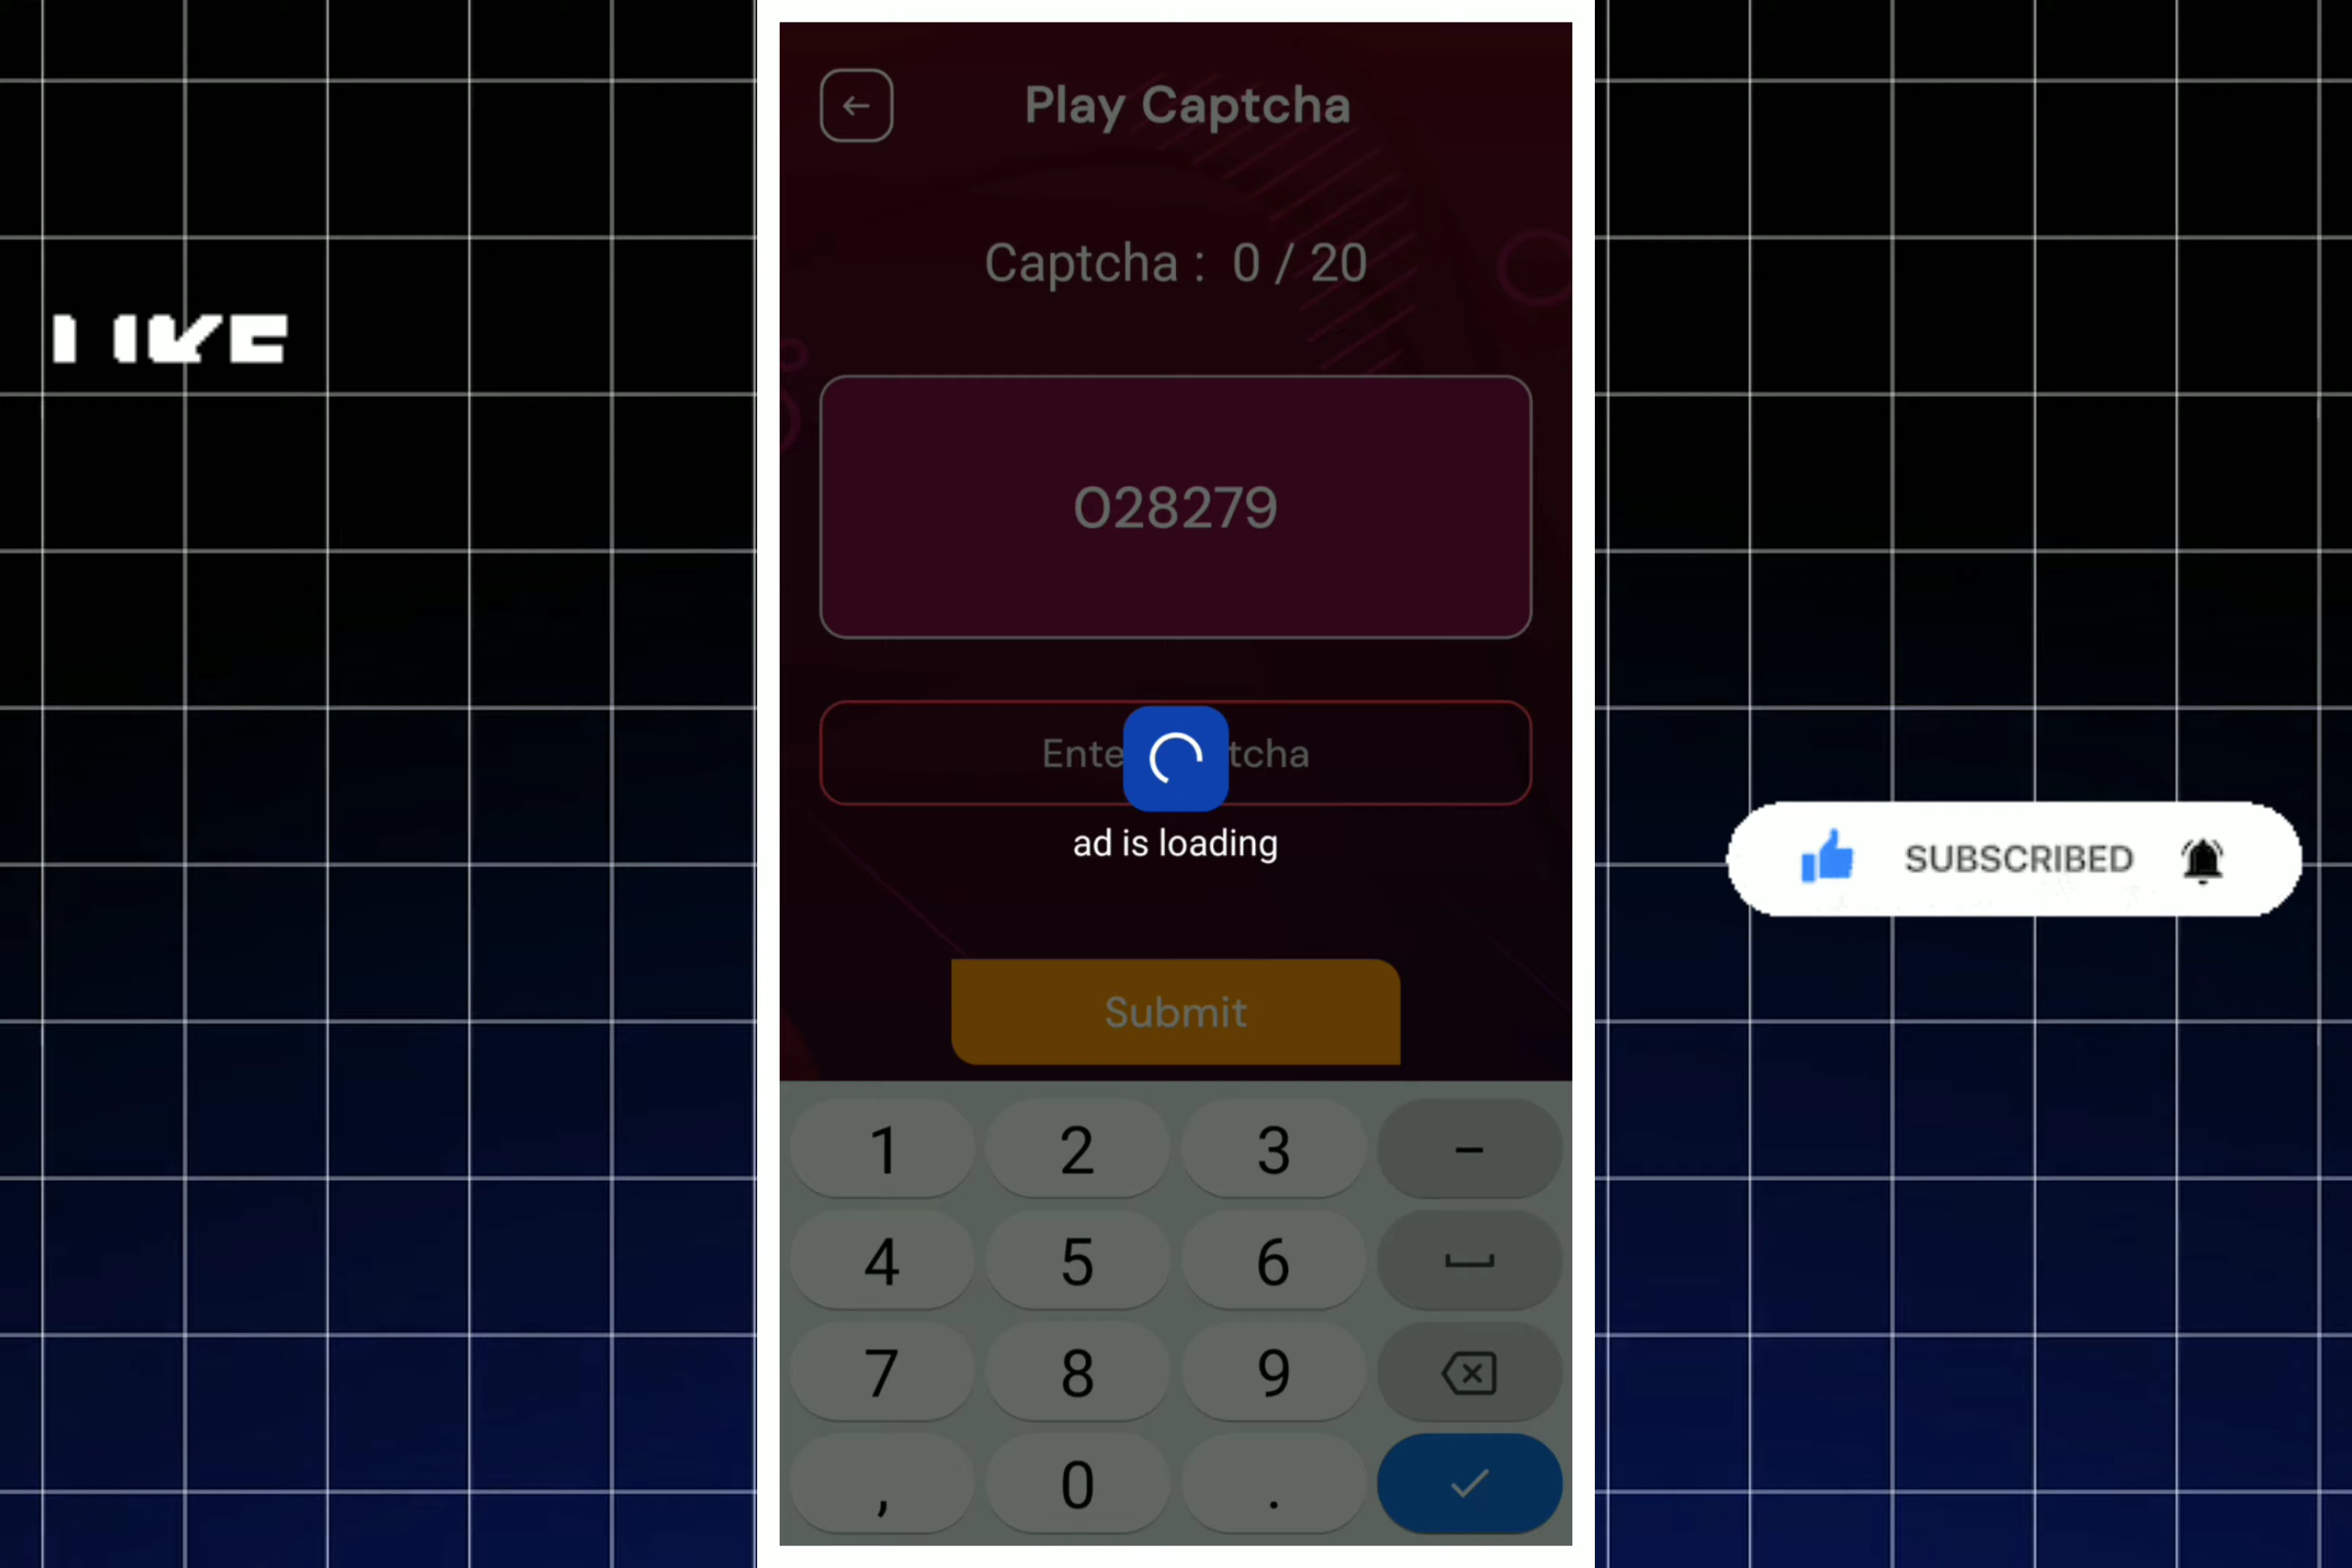 LIKE
Play Captcha
Captcha : 0 / 20
028279
ad is loading
SUBSCRIBED
Submit
1 2 3 –
4 5 6
7 8 9
, 0 .